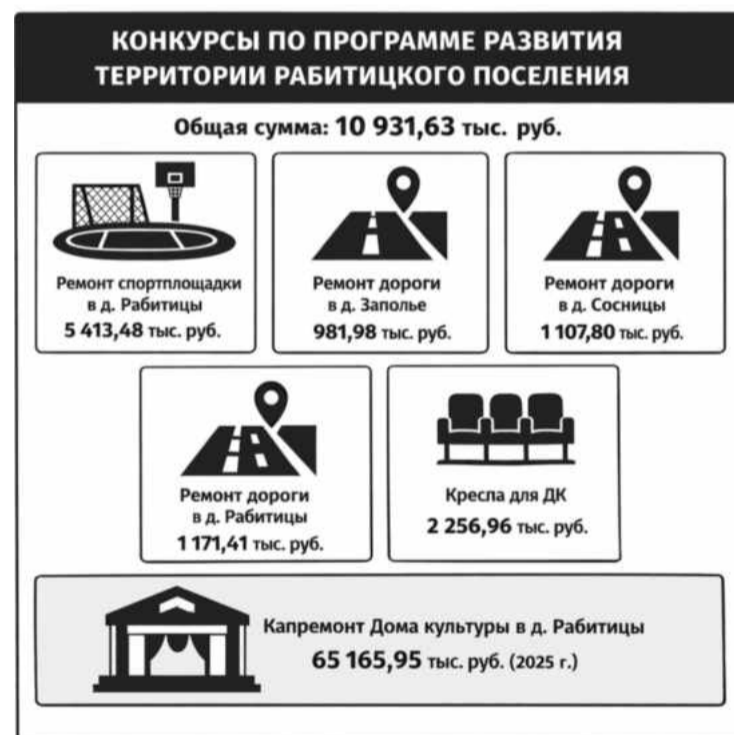 КОНКУРСЫ ПО ПРОГРАММЕ РАЗВИТИЯ
ТЕРРИТОРИИ РАБИТИЦКОГО ПОСЕЛЕНИЯ
Общая сумма: 10 931,63 тыс. руб.
Ремонт спортплощадки
в д. Рабитицы
5 413,48 тыс. руб.
Ремонт дороги
в д. Заполье
981,98 тыс. руб.
Ремонт дороги
в д. Сосницы
1 107,80 тыс. руб.
Ремонт дороги
в д. Рабитицы
1 171,41 тыс. руб.
Кресла для ДК
2 256,96 тыс. руб.
Капремонт Дома культуры в д. Рабитицы
65 165,95 тыс. руб. (2025 г.)